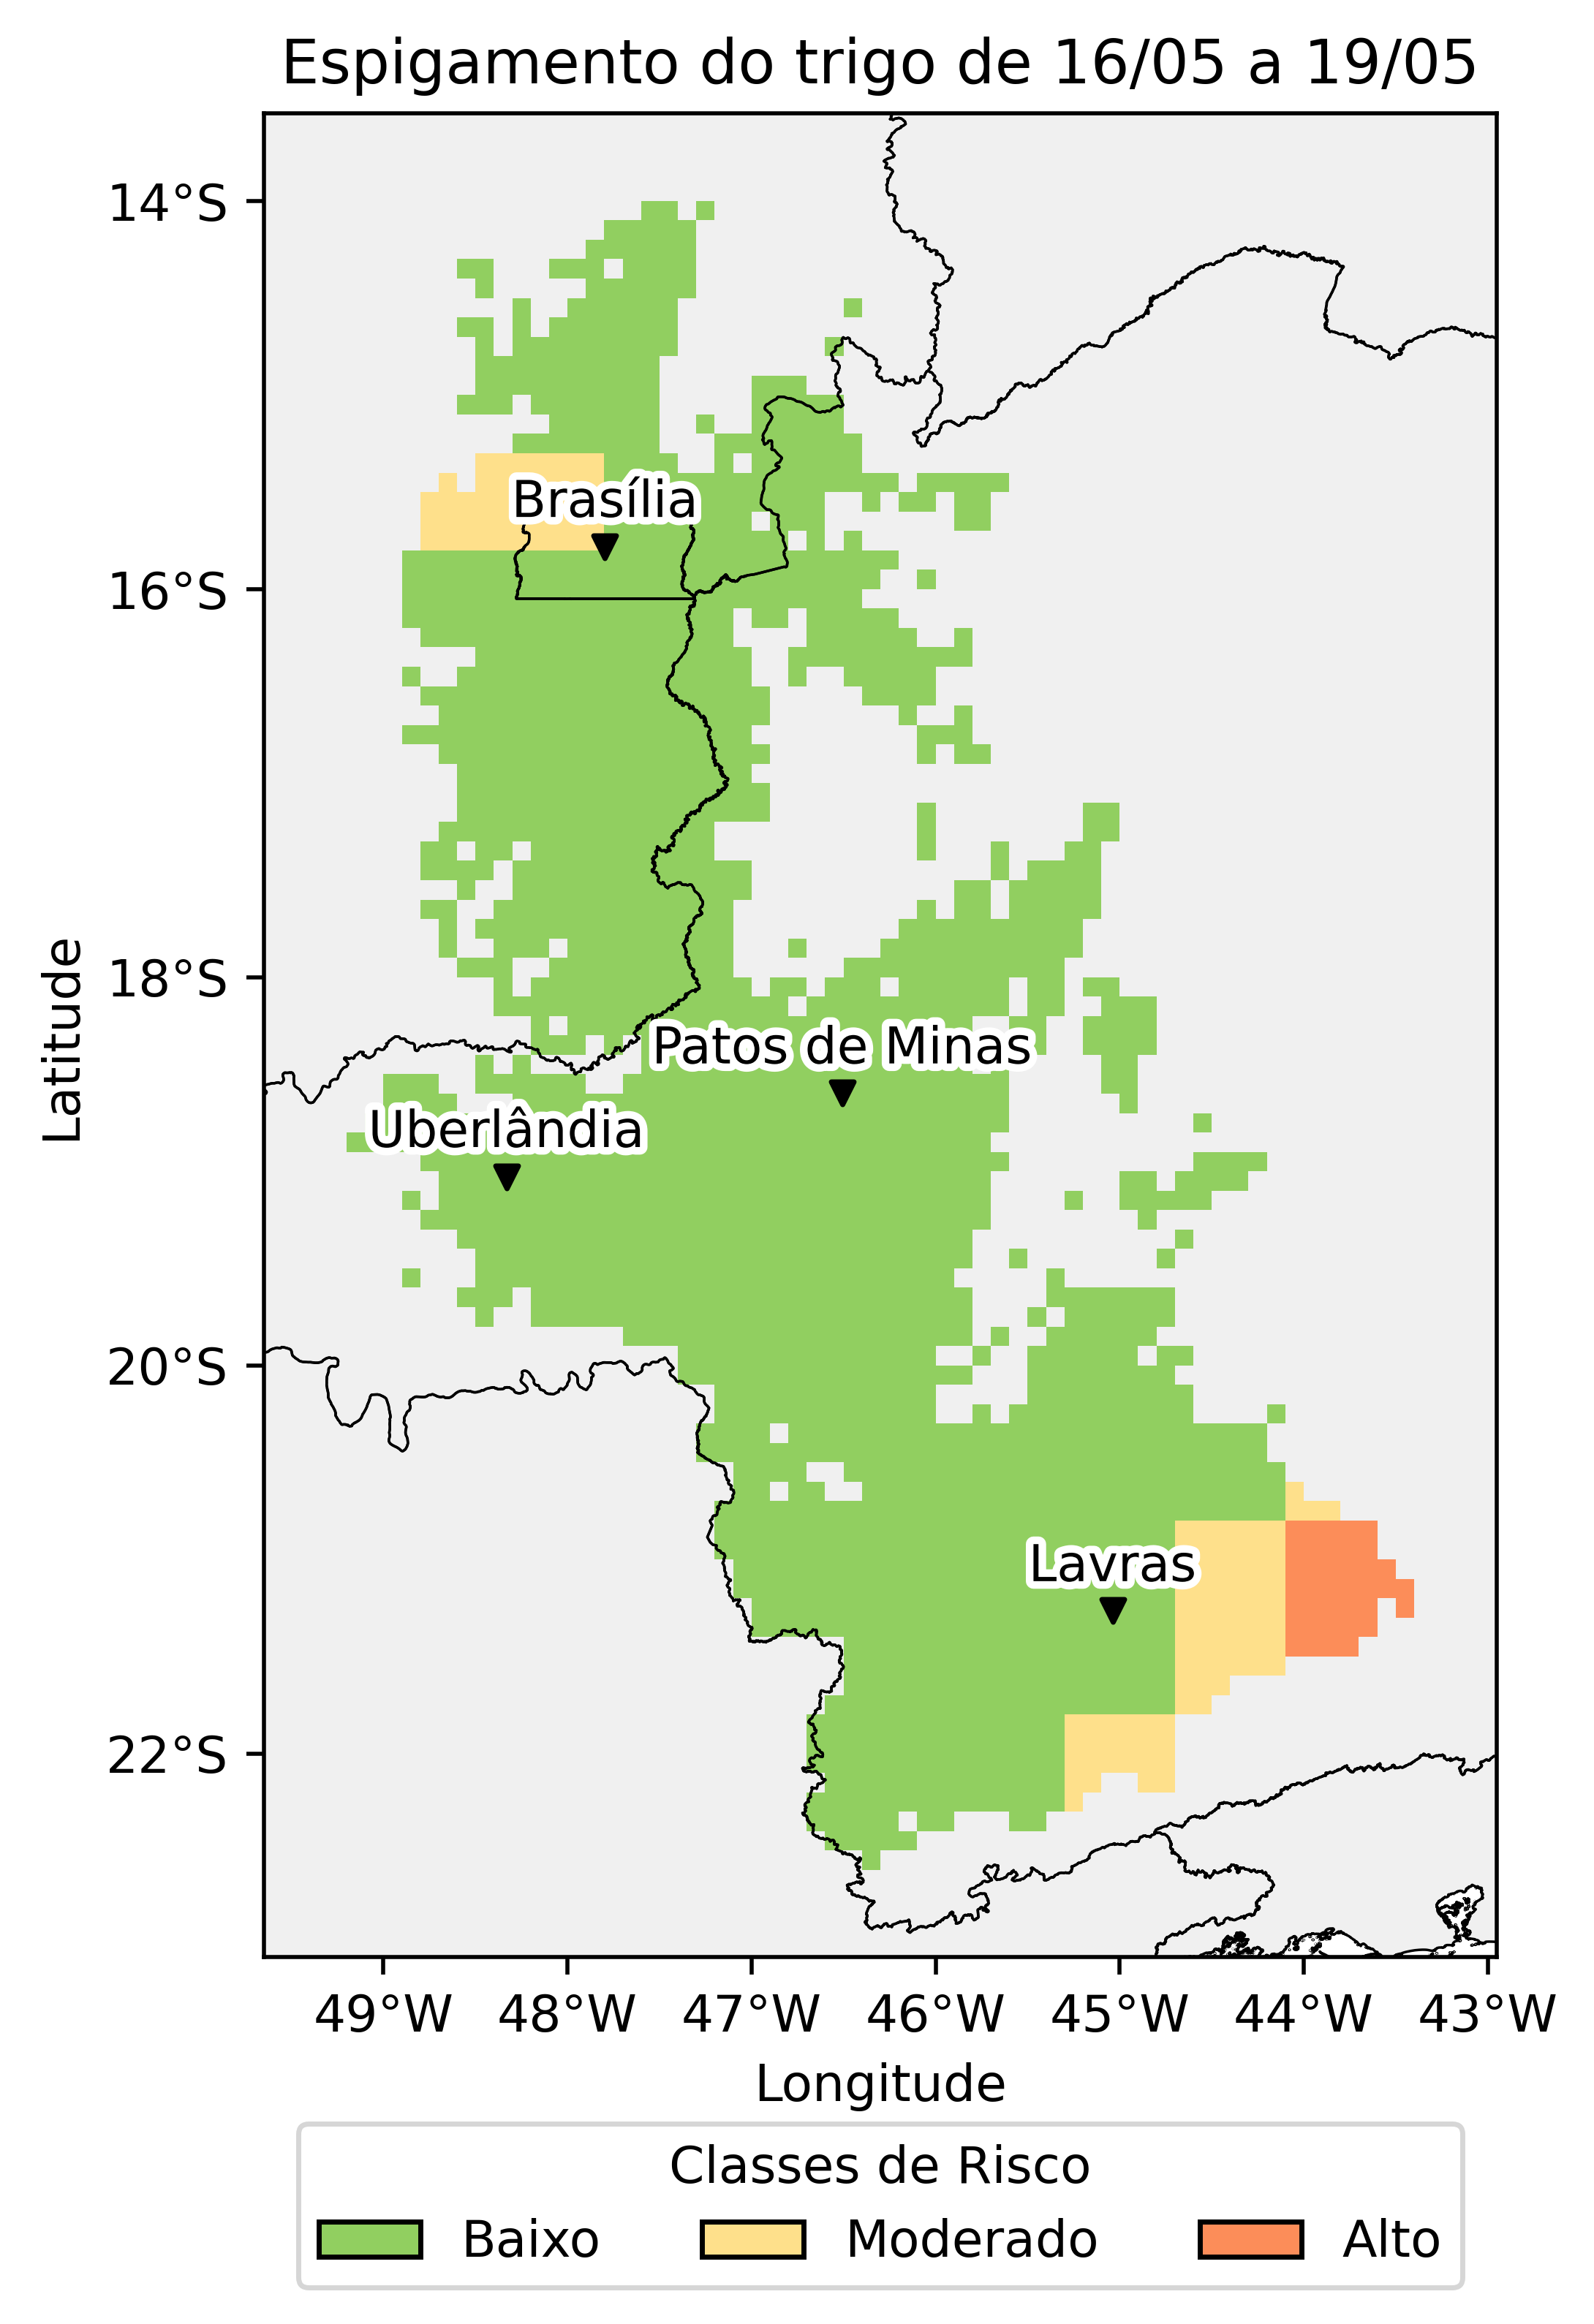 Espigamento do trigo de 16/05 a 19/05
14°S
16°S
18°S
20°S
22°S
Latitude
Brasília
Patos de Minas
Uberlândia
Lavras
49°W 48°W 47°W 46°W 45°W 44°W 43°W
Longitude
Classes de Risco
Baixo Moderado Alto